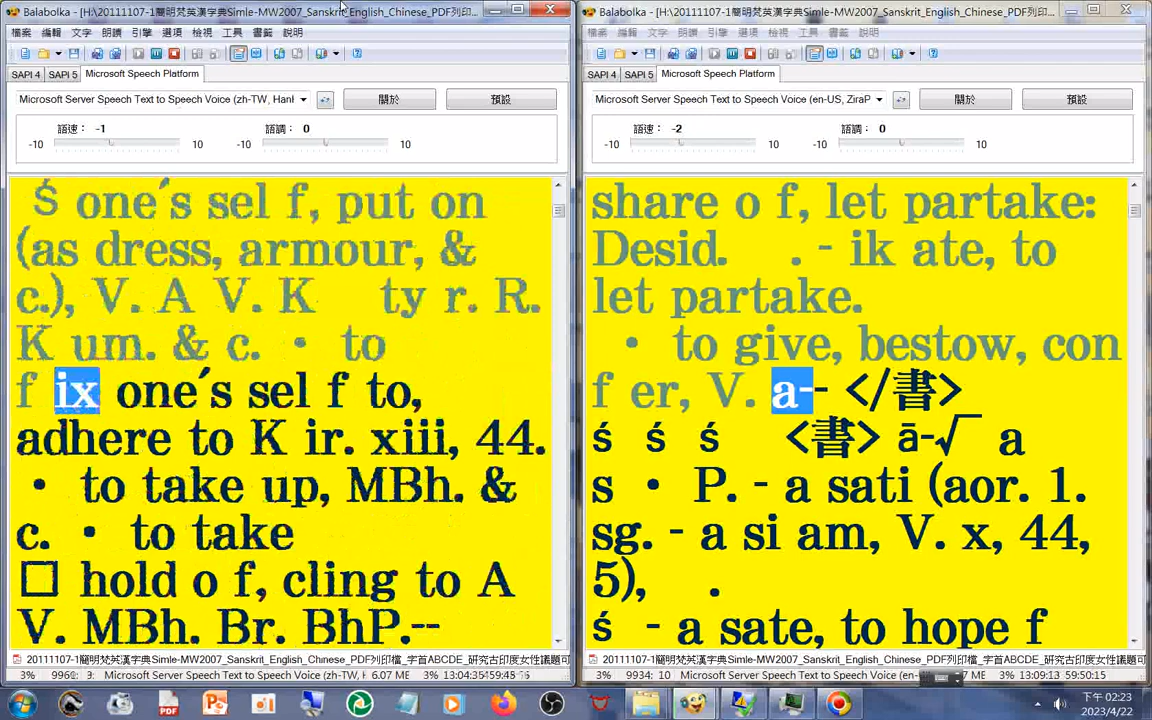 Balabolka - [H:\20111107-1簡明梵英漢字典Simle-MW2007_Sanskrit_English_Chinese_PDF列印...
檔案 編輯 文字 朗讀 引擎 選項 檢視 工具 書籤 說明
SAPI 4 SAPI 5 Microsoft Speech Platform
Microsoft Server Speech Text to Speech Voice (zh-TW, Hanl
關於
預設
語速： -1 語調： 0
-10 10 -10 10
Ś one´s sel f, put on
(as dress, armour, &
c.), V. A V. K ty r. R.
K um. & c. • to
f ix one´s sel f to,
adhere to K ir. xiii, 44.
• to take up, MBh. &
c. • to take
□ hold o f, cling to A
V. MBh. Br. BhP.--
20111107-1簡明梵英漢字典Simle-MW2007_Sanskrit_English_Chinese_PDF列印檔_字首ABCDE_研究古印度女性議題可
3% 9962: 3: Microsoft Server Speech Text to Speech Voice (zh-TW, H 6.07 ME 3% 13:04:35459:48:26
Balabolka - [H:\20111107-1簡明梵英漢字典Simle-MW2007_Sanskrit_English_Chinese_PDF列印...
檔案 編輯 文字 朗讀 引擎 選項 檢視 工具 書籤 說明
SAPI 4 SAPI 5 Microsoft Speech Platform
Microsoft Server Speech Text to Speech Voice (en-US, ZiraP
關於
預設
語速： -2 語調： 0
-10 10 -10 10
share o f, let partake:
Desid. . - ik ate, to
let partake.
• to give, bestow, con
f er, V. a-- </書>
ś ś ś <書> ā-√ a
s • P. - a sati (aor. 1.
sg. - a si am, V. x, 44,
5), .
ś - a sate, to hope f
20111107-1簡明梵英漢字典Simle-MW2007_Sanskrit_English_Chinese_PDF列印檔_字首ABCDE_研究古印度女性議題可
3% 9934: 10 Microsoft Server Speech Text to Speech Voice (en-US, ZiraP 3% 13:09:13 59:50:15
下午 02:23
2023/4/22